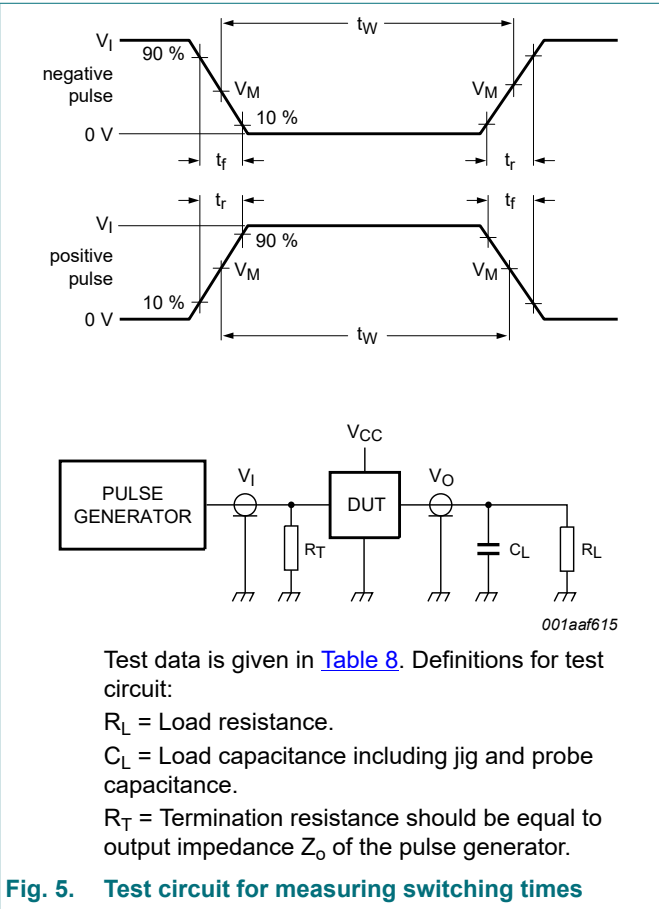 tW
VI
90 %
negative
pulse
VM
VM
10 %
0 V
tf
tr
tr
tf
VI
90 %
positive
pulse
VM
VM
10 %
0 V
tW
VCC
VI
VO
PULSE
GENERATOR
DUT
RT
CL
RL
001aaf615
Test data is given in Table 8. Definitions for test
circuit:
RL = Load resistance.
CL = Load capacitance including jig and probe
capacitance.
RT = Termination resistance should be equal to
output impedance Zo of the pulse generator.
Fig. 5. Test circuit for measuring switching times